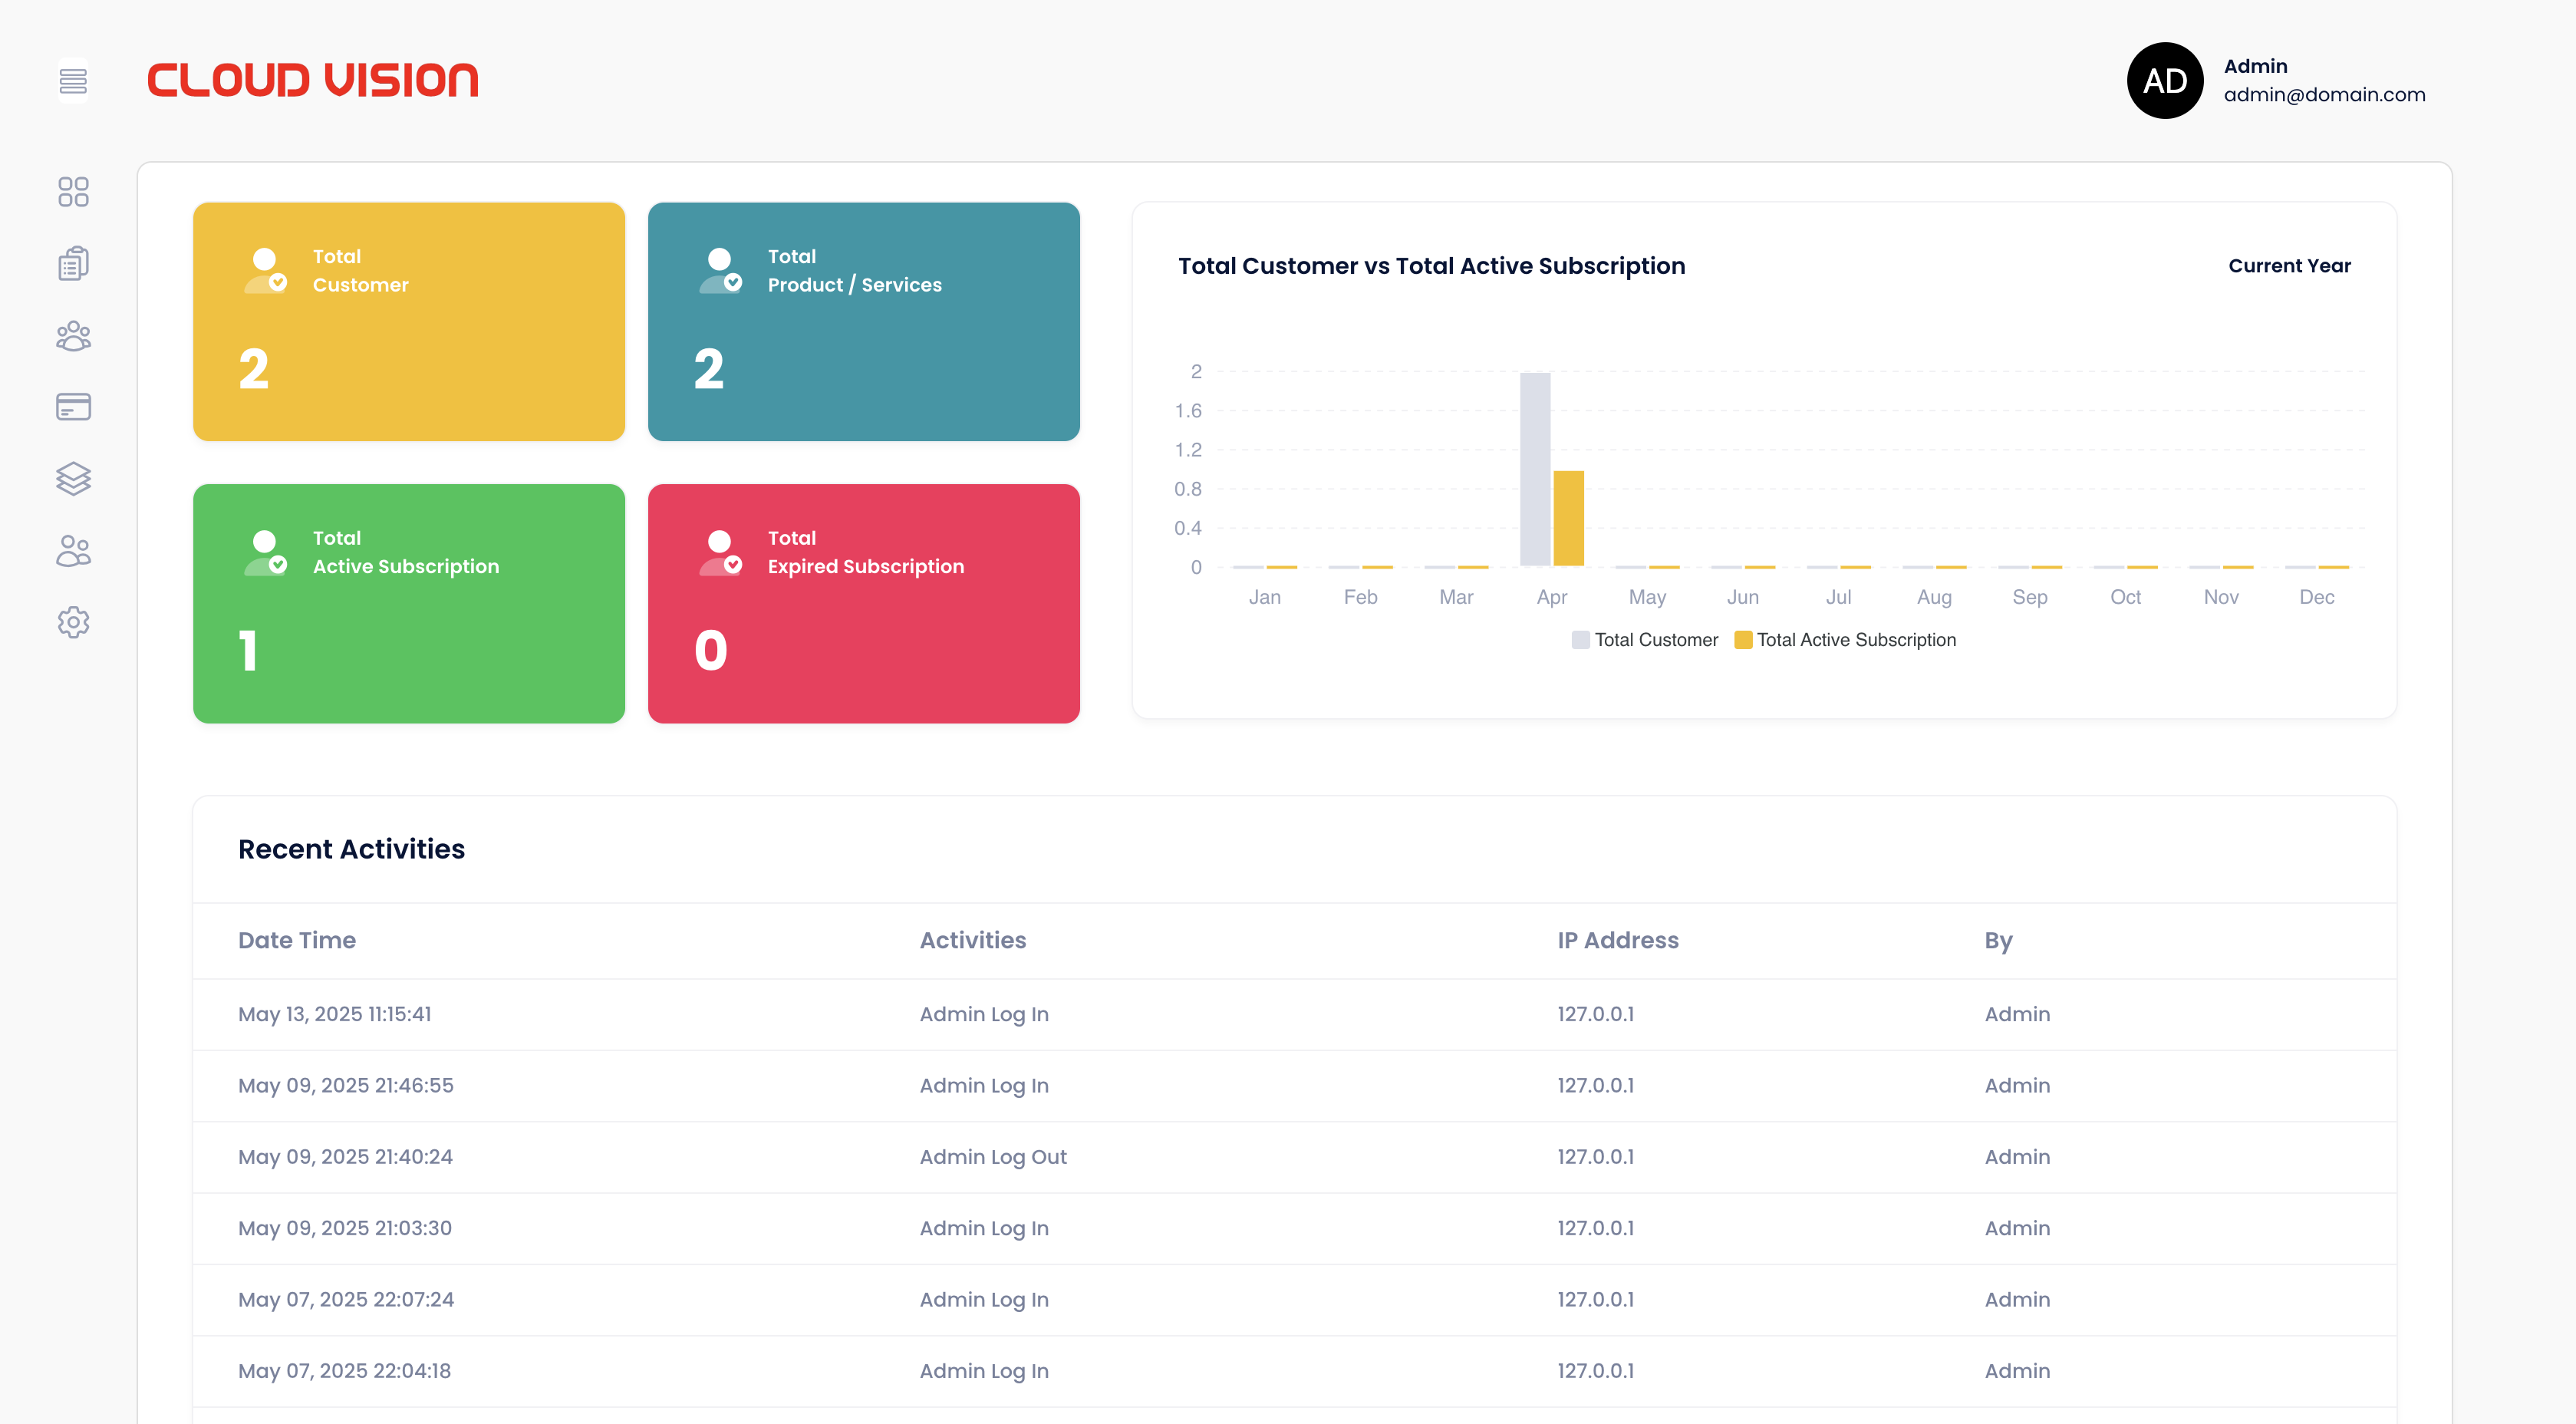 CLOUD VISION
AD
Admin
admin@domain.com
Total
Customer
2
Total
Product / Services
2
Total
Active Subscription
1
Total
Expired Subscription
0
Total Customer vs Total Active Subscription
Current Year
2
1.6
1.2
0.8
0.4
0
Jan Feb Mar Apr May Jun Jul Aug Sep Oct Nov Dec
Total Customer Total Active Subscription
Recent Activities
Date Time Activities IP Address By
May 13, 2025 11:15:41 Admin Log In 127.0.0.1 Admin
May 09, 2025 21:46:55 Admin Log In 127.0.0.1 Admin
May 09, 2025 21:40:24 Admin Log Out 127.0.0.1 Admin
May 09, 2025 21:03:30 Admin Log In 127.0.0.1 Admin
May 07, 2025 22:07:24 Admin Log In 127.0.0.1 Admin
May 07, 2025 22:04:18 Admin Log In 127.0.0.1 Admin